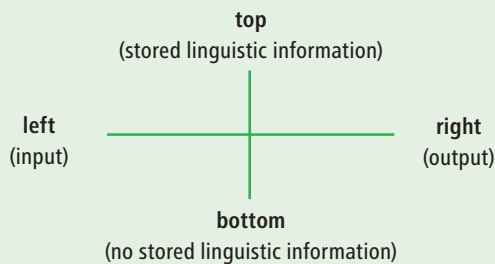 top
(stored linguistic information)
left
(input)
right
(output)
bottom
(no stored linguistic information)